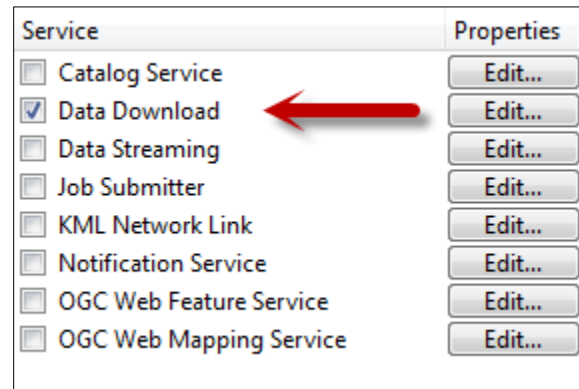 Service Properties
Catalog Service Edit...
Data Download Edit...
Data Streaming Edit...
Job Submitter Edit...
KML Network Link Edit...
Notification Service Edit...
OGC Web Feature Service Edit...
OGC Web Mapping Service Edit...